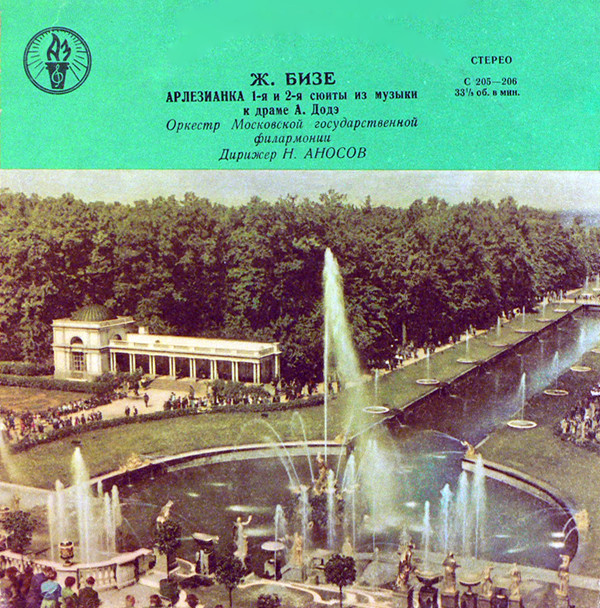 АЗ
СТЕРЕО
С 205—206
33⅓ об. в мин.
Ж. БИЗЕ
АРЛЕЗИАНКА 1-я и 2-я сюиты из музыки
к драме А. Додэ
Оркестр Московской государственной
филармонии
Дирижер Н. АНОСОВ